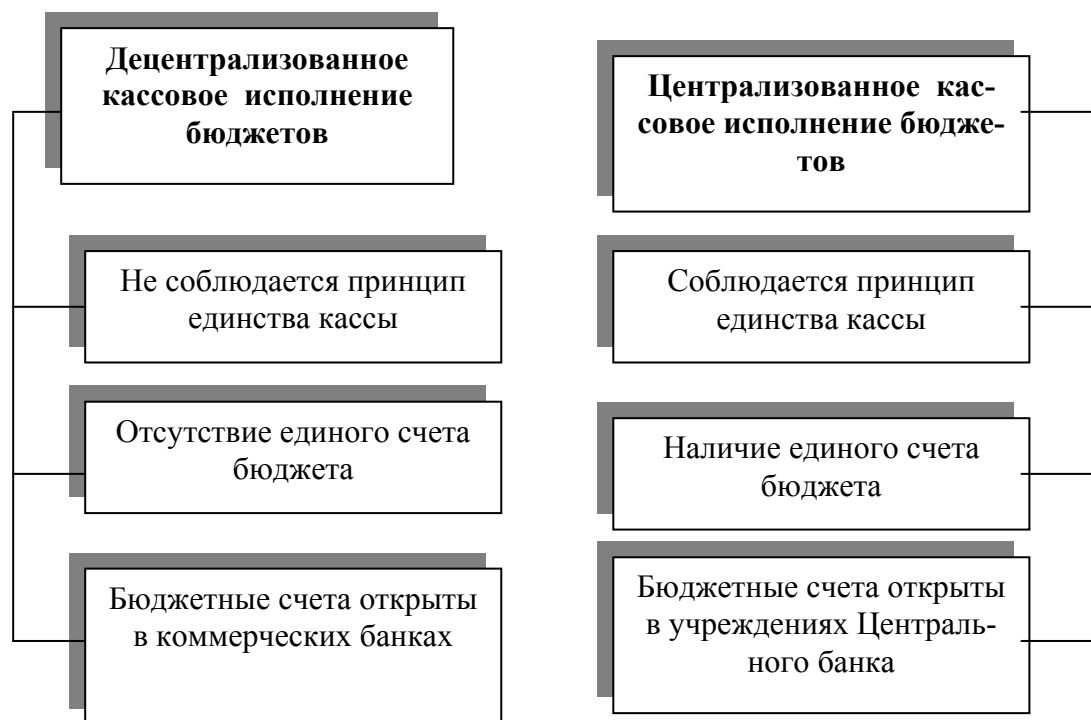 Децентрализованное
кассовое исполнение
бюджетов
Централизованное кас-
совое исполнение бюдже-
тов
Не соблюдается принцип
единства кассы
Соблюдается принцип
единства кассы
Отсутствие единого счета
бюджета
Наличие единого счета
бюджета
Бюджетные счета открыты
в коммерческих банках
Бюджетные счета открыты
в учреждениях Централь-
ного банка